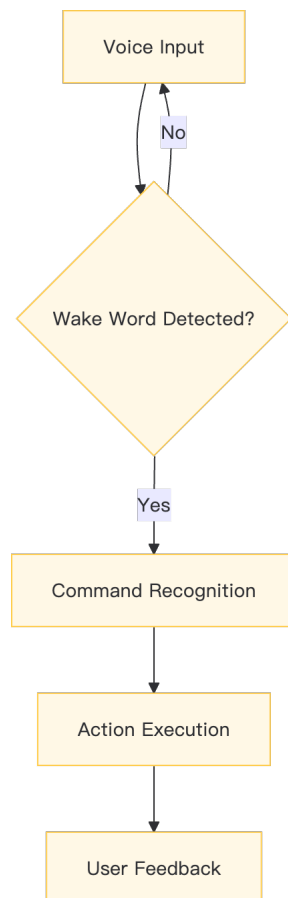 Voice Input
No
Wake Word Detected?
Yes
Command Recognition
Action Execution
User Feedback